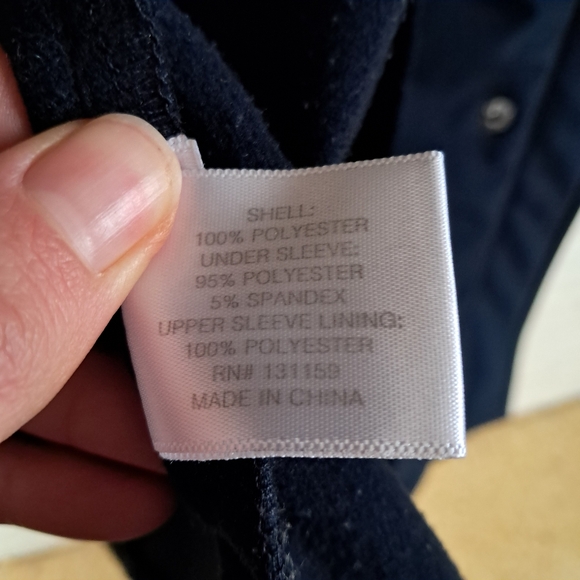 SHELL:
100% POLYESTER
UNDER SLEEVE:
95% POLYESTER
5% SPANDEX
UPPER SLEEVE LINING:
100% POLYESTER
RN# 131159
MADE IN CHINA